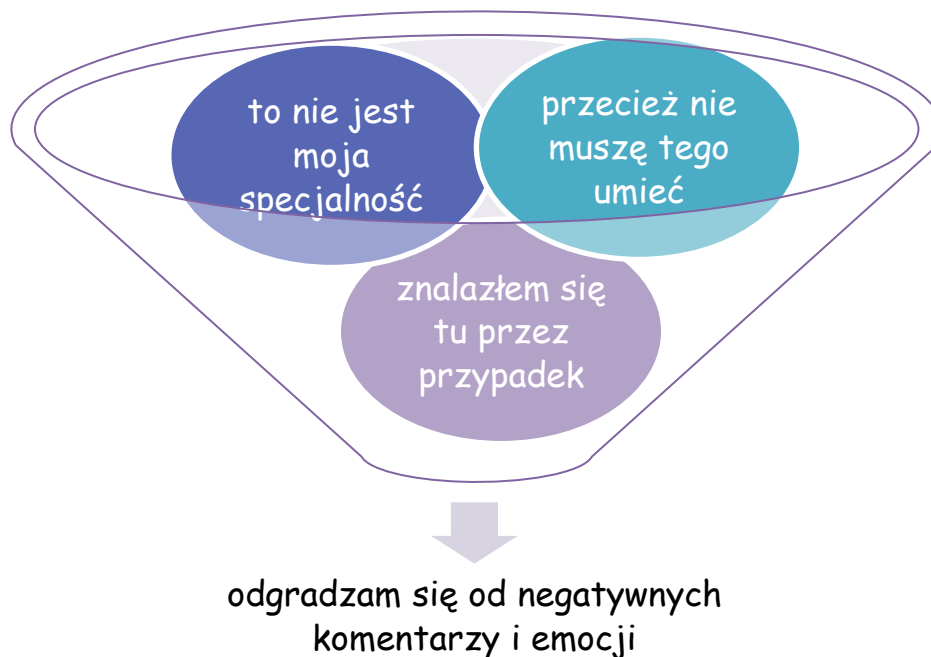 to nie jest
moja
specjalność
przecież nie
muszę tego
umieć
znalazłem się
tu przez
przypadek
odgradzam się od negatywnych
komentarzy i emocji